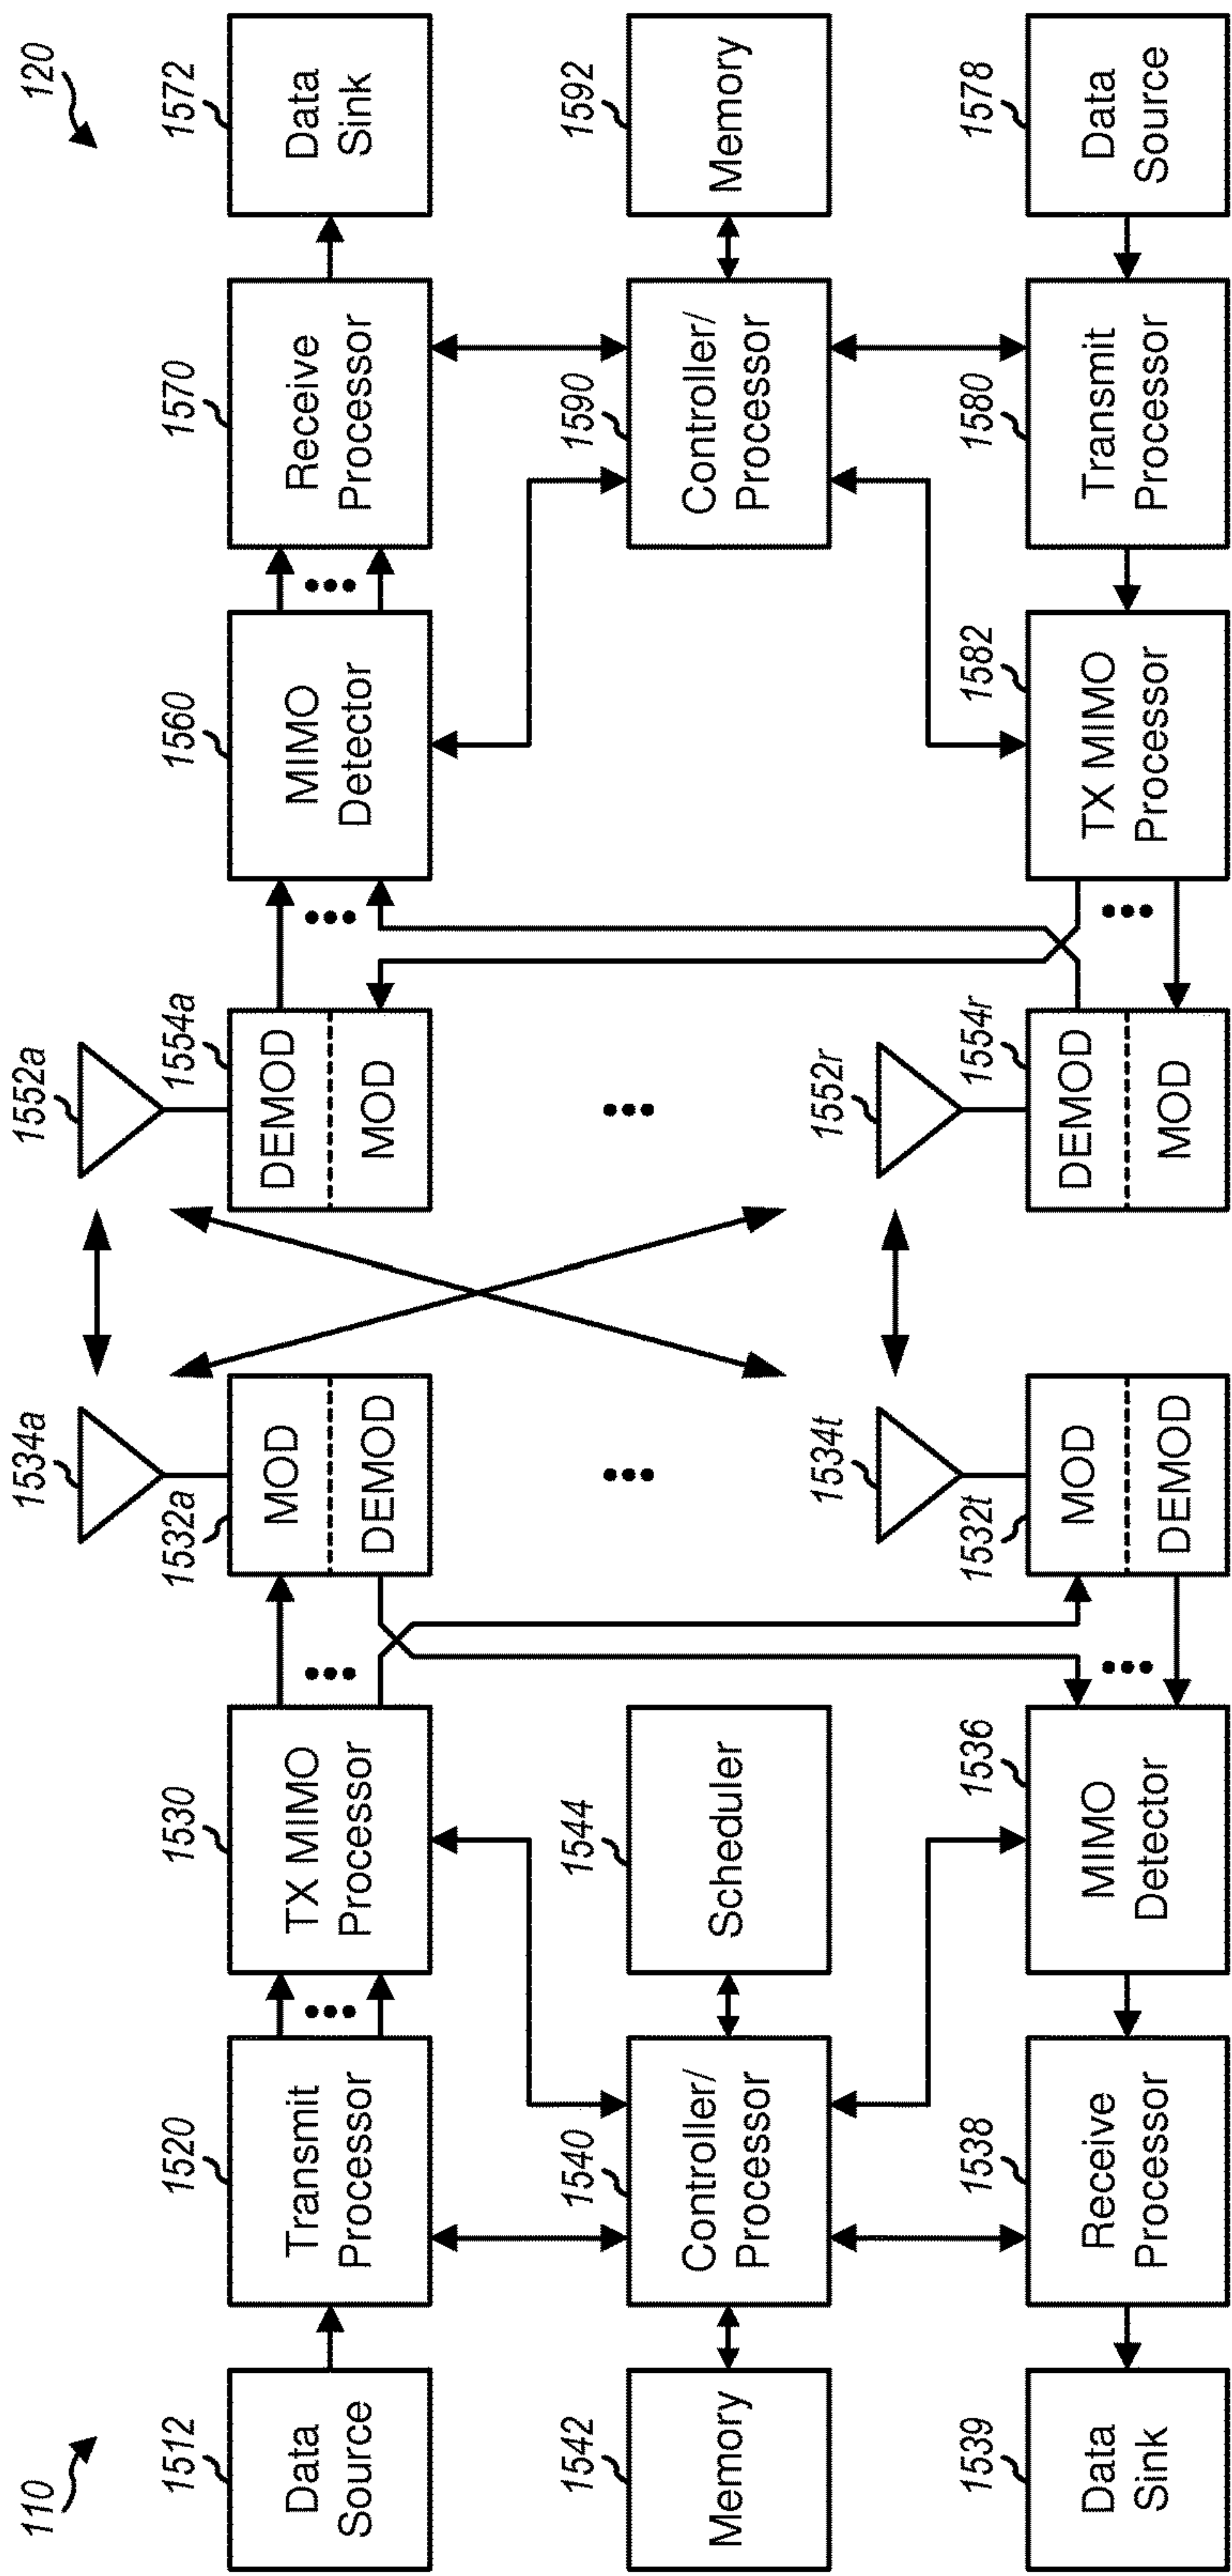 110
120
1512
Data
Source
1520
Transmit
Processor
1530
TX MIMO
Processor
1534a
1532a
MOD
DEMOD
1552a
1554a
DEMOD
MOD
1560
MIMO
Detector
1570
Receive
Processor
1572
Data
Sink
1542
Memory
1540
Controller/
Processor
1544
Scheduler
1590
Controller/
Processor
1592
Memory
1539
Data
Sink
1538
Receive
Processor
1536
MIMO
Detector
1534t
1532t
MOD
DEMOD
1552r
1554r
DEMOD
MOD
1582
TX MIMO
Processor
1580
Transmit
Processor
1578
Data
Source